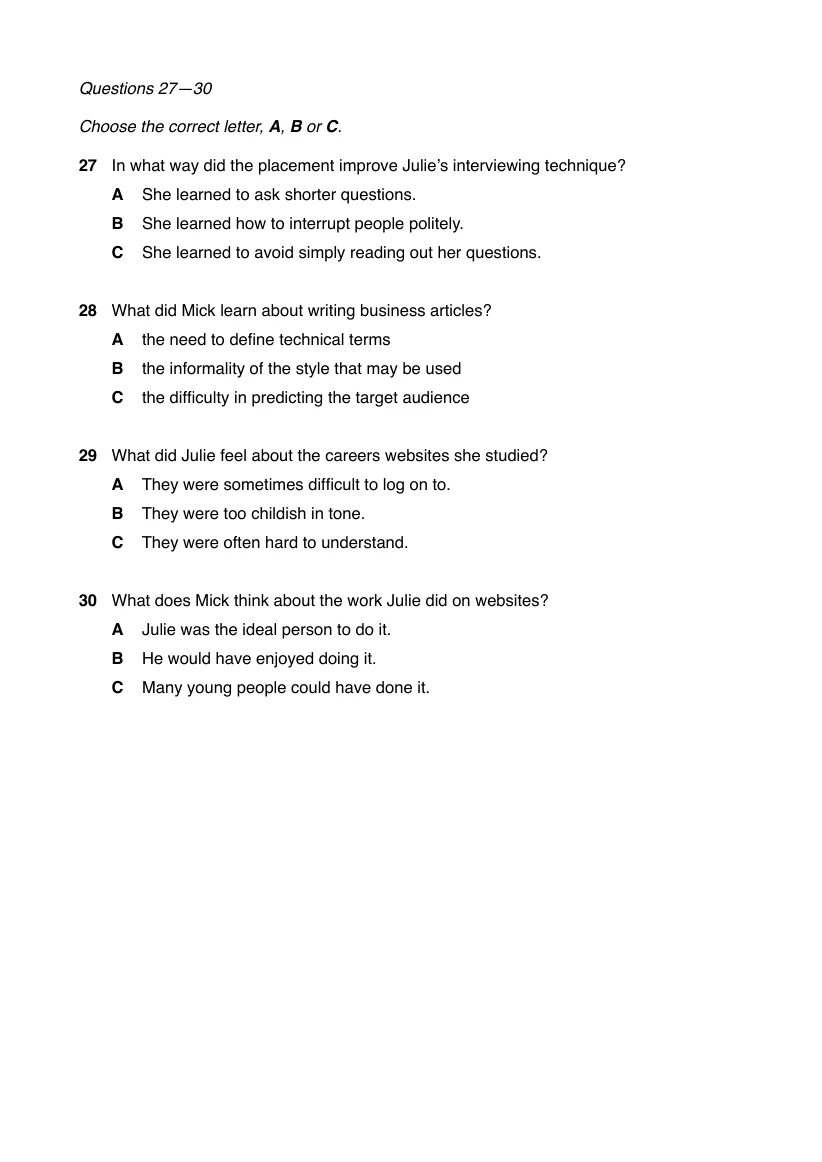 Questions 27—30
Choose the correct letter, A, B or C.
27 In what way did the placement improve Julie’s interviewing technique?
A She learned to ask shorter questions.
B She learned how to interrupt people politely.
C She learned to avoid simply reading out her questions.
28 What did Mick learn about writing business articles?
A the need to define technical terms
B the informality of the style that may be used
C the difficulty in predicting the target audience
29 What did Julie feel about the careers websites she studied?
A They were sometimes difficult to log on to.
B They were too childish in tone.
C They were often hard to understand.
30 What does Mick think about the work Julie did on websites?
A Julie was the ideal person to do it.
B He would have enjoyed doing it.
C Many young people could have done it.